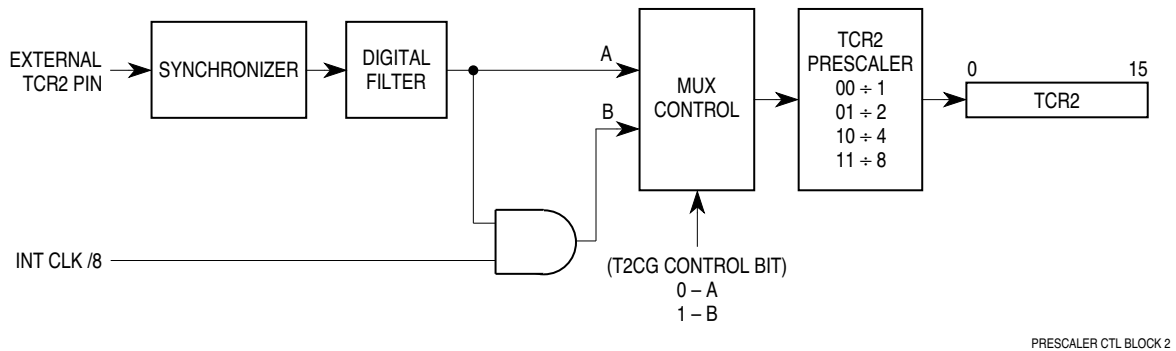 EXTERNAL
TCR2 PIN
SYNCHRONIZER
DIGITAL
FILTER
A
B
MUX
CONTROL
TCR2
PRESCALER
00 ÷ 1
01 ÷ 2
10 ÷ 4
11 ÷ 8
0 15
TCR2
INT CLK /8
(T2CG CONTROL BIT)
0 – A
1 – B
PRESCALER CTL BLOCK 2